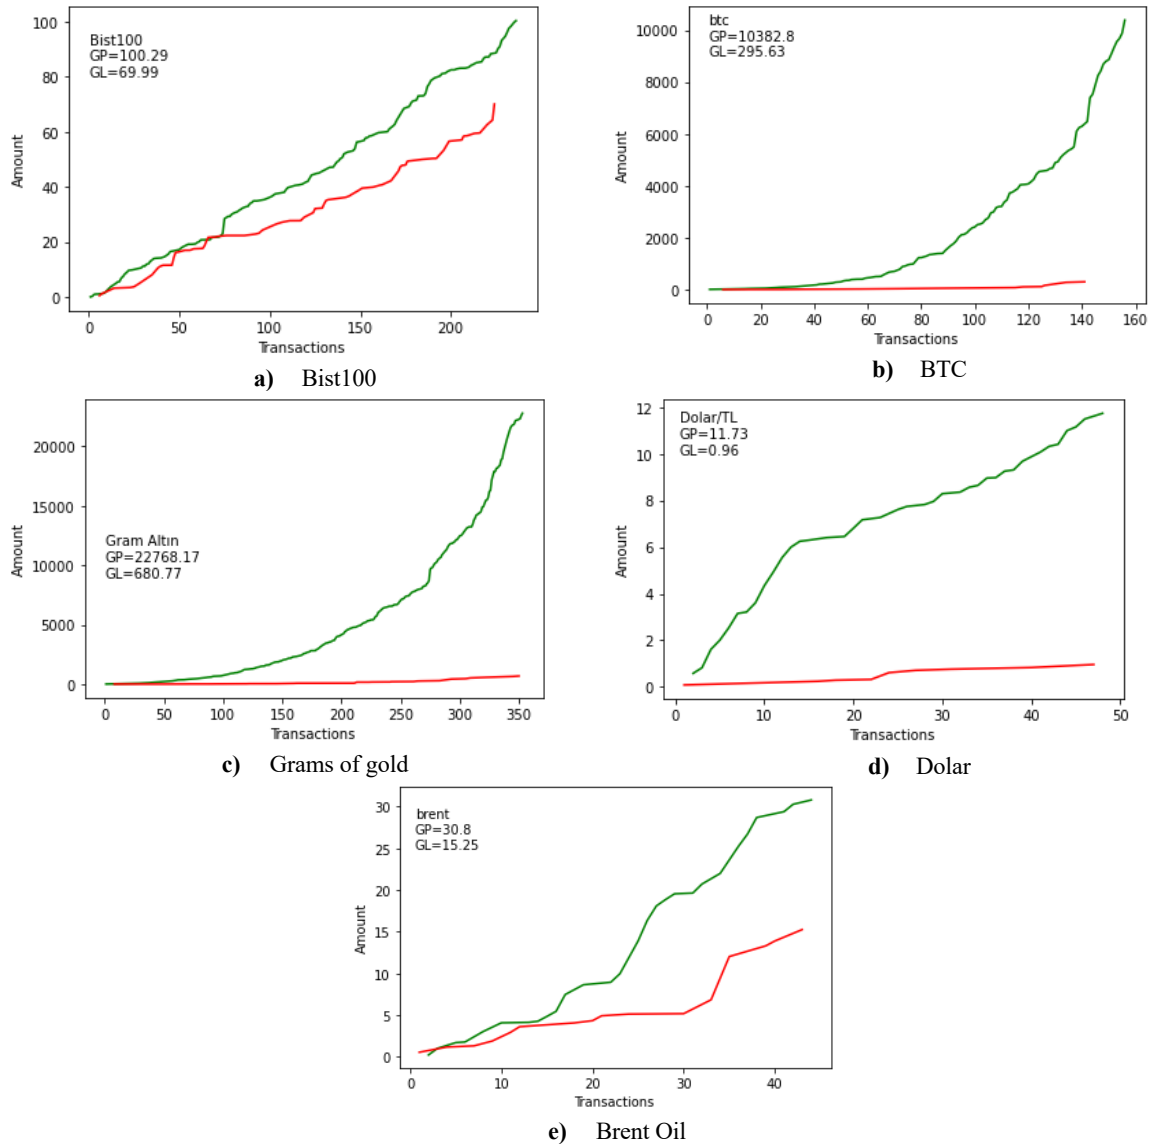 100
80
60
40
20
0
Amount
Bist100
GP=100.29
GL=69.99
0 50 100 150 200
Transactions
a) Bist100
10000
8000
6000
4000
2000
0
Amount
btc
GP=10382.8
GL=295.63
0 20 40 60 80 100 120 140 160
Transactions
b) BTC
20000
15000
10000
5000
0
Amount
Gram Altın
GP=22768.17
GL=680.77
0 50 100 150 200 250 300 350
Transactions
c) Grams of gold
12
10
8
6
4
2
0
Amount
Dolar/TL
GP=11.73
GL=0.96
0 10 20 30 40 50
Transactions
d) Dolar
30
25
20
15
10
5
0
Amount
brent
GP=30.8
GL=15.25
0 10 20 30 40
Transactions
e) Brent Oil